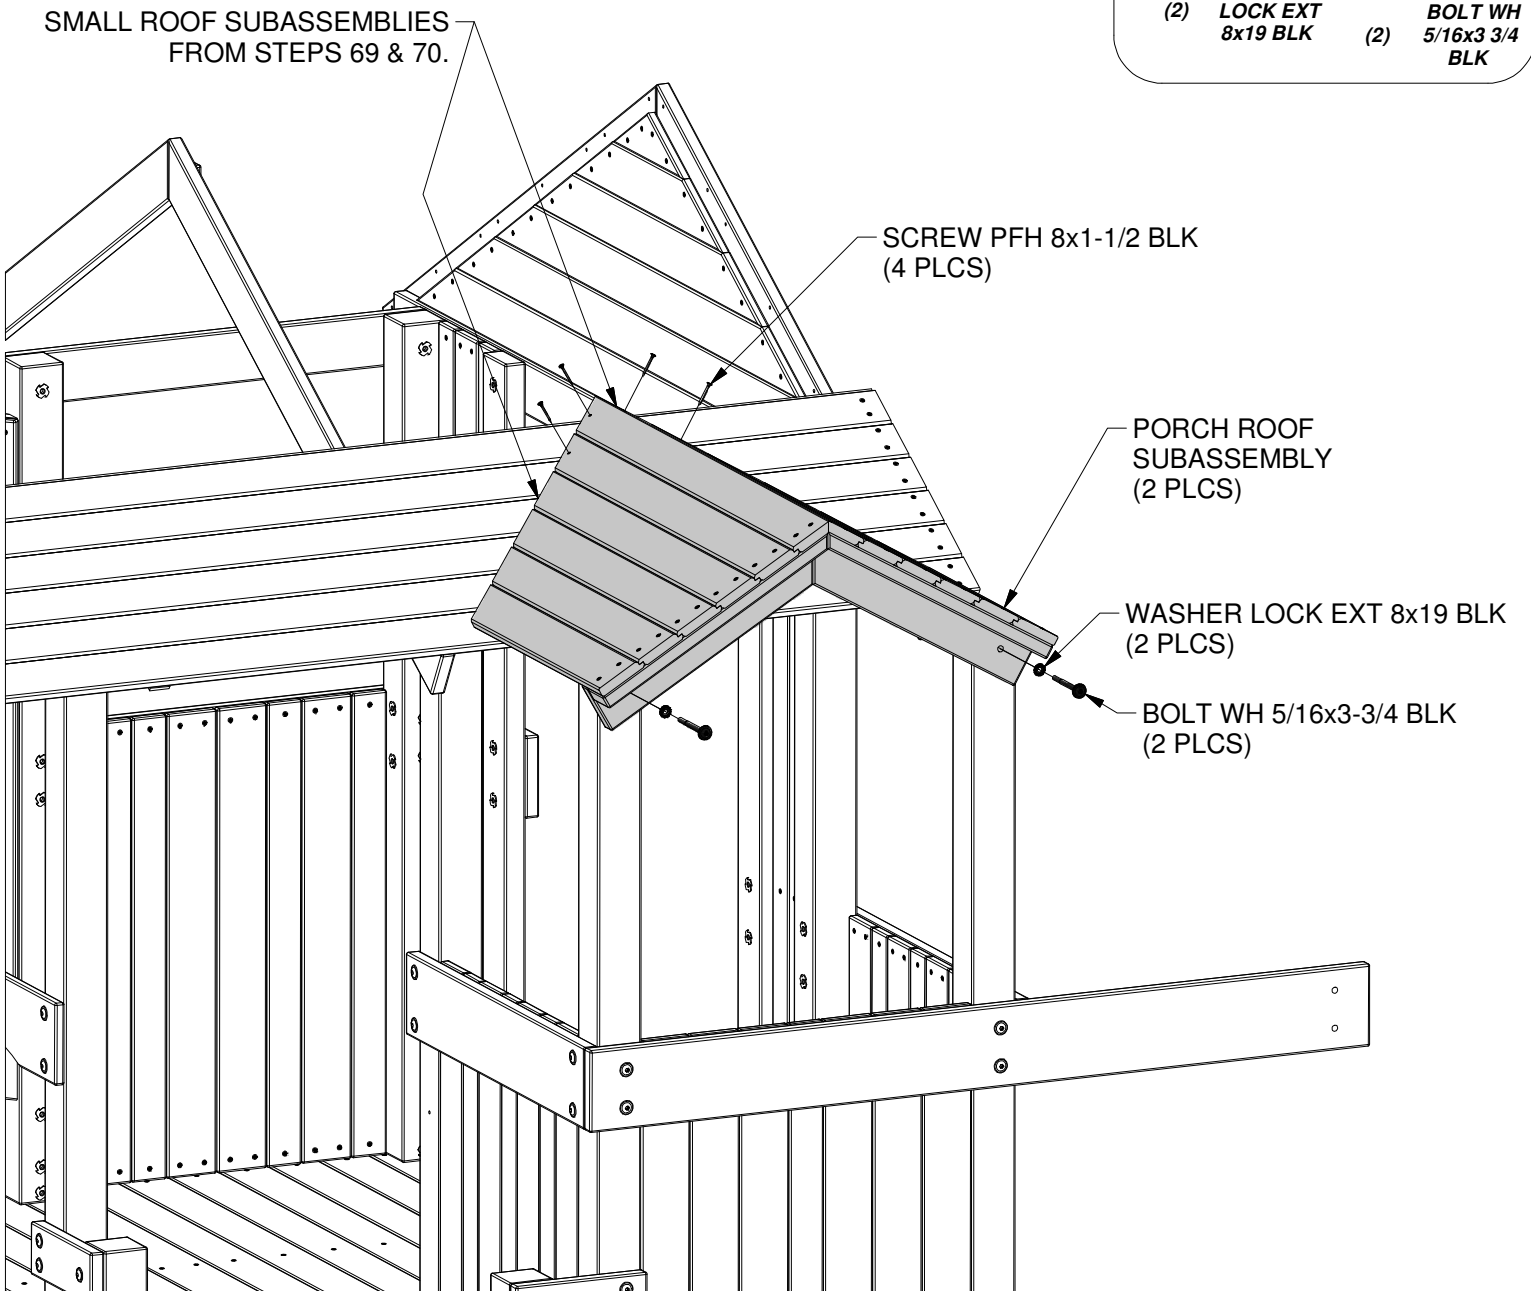 SMALL ROOF SUBASSEMBLIES
FROM STEPS 69 & 70.
(2) LOCK EXT
8x19 BLK
(2) BOLT WH
5/16x3 3/4
BLK
SCREW PFH 8x1-1/2 BLK
(4 PLCS)
PORCH ROOF
SUBASSEMBLY
(2 PLCS)
WASHER LOCK EXT 8x19 BLK
(2 PLCS)
BOLT WH 5/16x3-3/4 BLK
(2 PLCS)